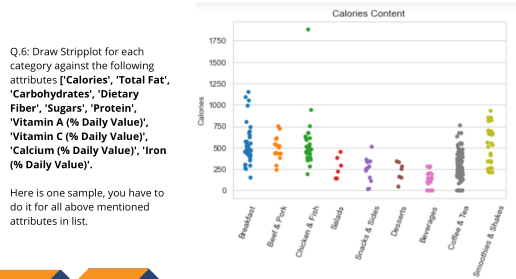 Q.6: Draw Stripplot for each
category against the following
attributes ['Calories', 'Total Fat',
'Carbohydrates', 'Dietary
Fiber', 'Sugars', 'Protein',
'Vitamin A (% Daily Value)',
'Vitamin C (% Daily Value)',
'Calcium (% Daily Value)', 'Iron
(% Daily Value)'.
Here is one sample, you have to
do it for all above mentioned
attributes in list.
Calories Content
Calories
1750
1500
1250
1000
750
500
250
0
Breakfast
Beef & Pork
Chicken & Fish
Salads
Snacks & Sides
Desserts
Beverages
Coffee & Tea
Smoothies & Shakes